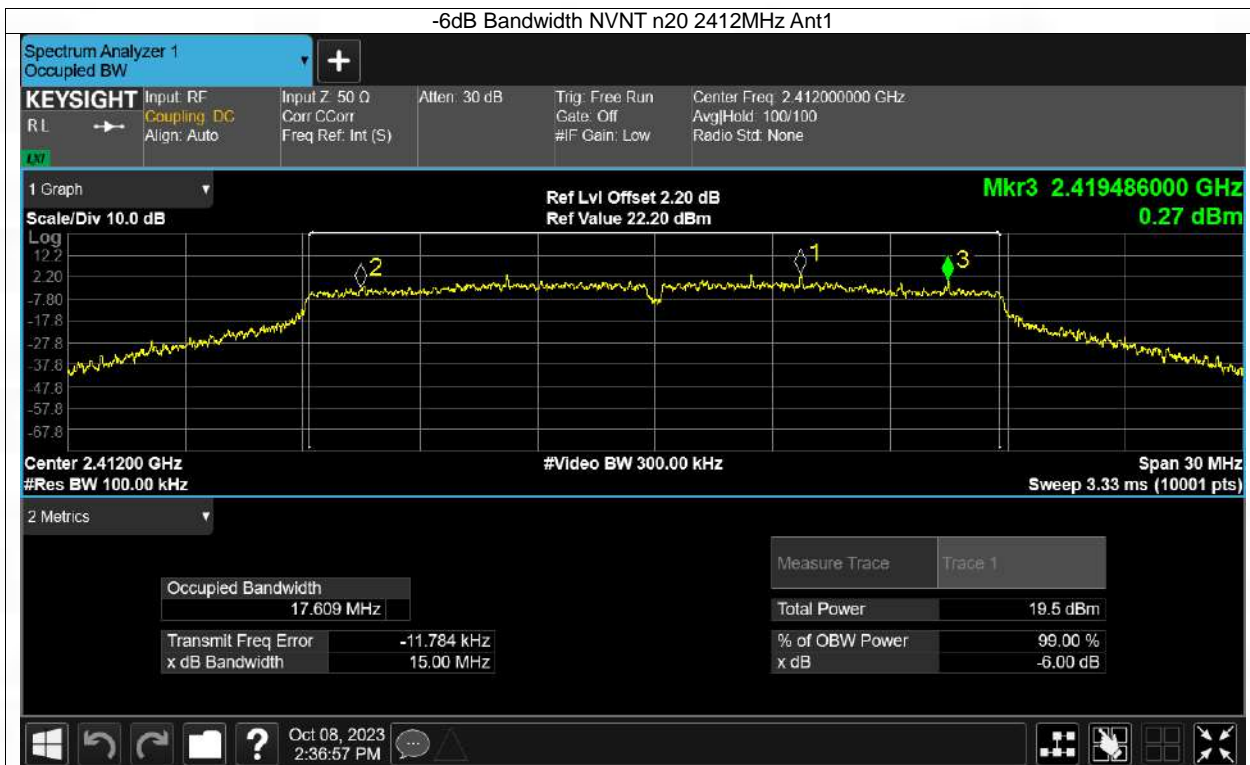 -6dB Bandwidth NVNT n20 2412MHz Ant1
Spectrum Analyzer 1
Occupied BW
+
KEYSIGHT
RL
LXI
Input: RF
Coupling: DC
Align: Auto
Input Z: 50 Ω
Corr CCorr
Freq Ref: Int (S)
Atten: 30 dB
Trig: Free Run
Gate: Off
#IF Gain: Low
Center Freq: 2.412000000 GHz
Avg|Hold: 100/100
Radio Std: None
1 Graph
Scale/Div 10.0 dB
Ref Lvl Offset 2.20 dB
Ref Value 22.20 dBm
Mkr3 2.419486000 GHz
0.27 dBm
Log
12.2
2.20
-7.80
-17.8
-27.8
-37.8
-47.8
-57.8
-67.8
2
1
3
Center 2.41200 GHz
#Res BW 100.00 kHz
#Video BW 300.00 kHz
Span 30 MHz
Sweep 3.33 ms (10001 pts)
2 Metrics
Measure Trace Trace 1
Occupied Bandwidth
17.609 MHz
Total Power 19.5 dBm
Transmit Freq Error -11.784 kHz
% of OBW Power 99.00 %
x dB Bandwidth 15.00 MHz
x dB -6.00 dB
?
Oct 08, 2023
2:36:57 PM